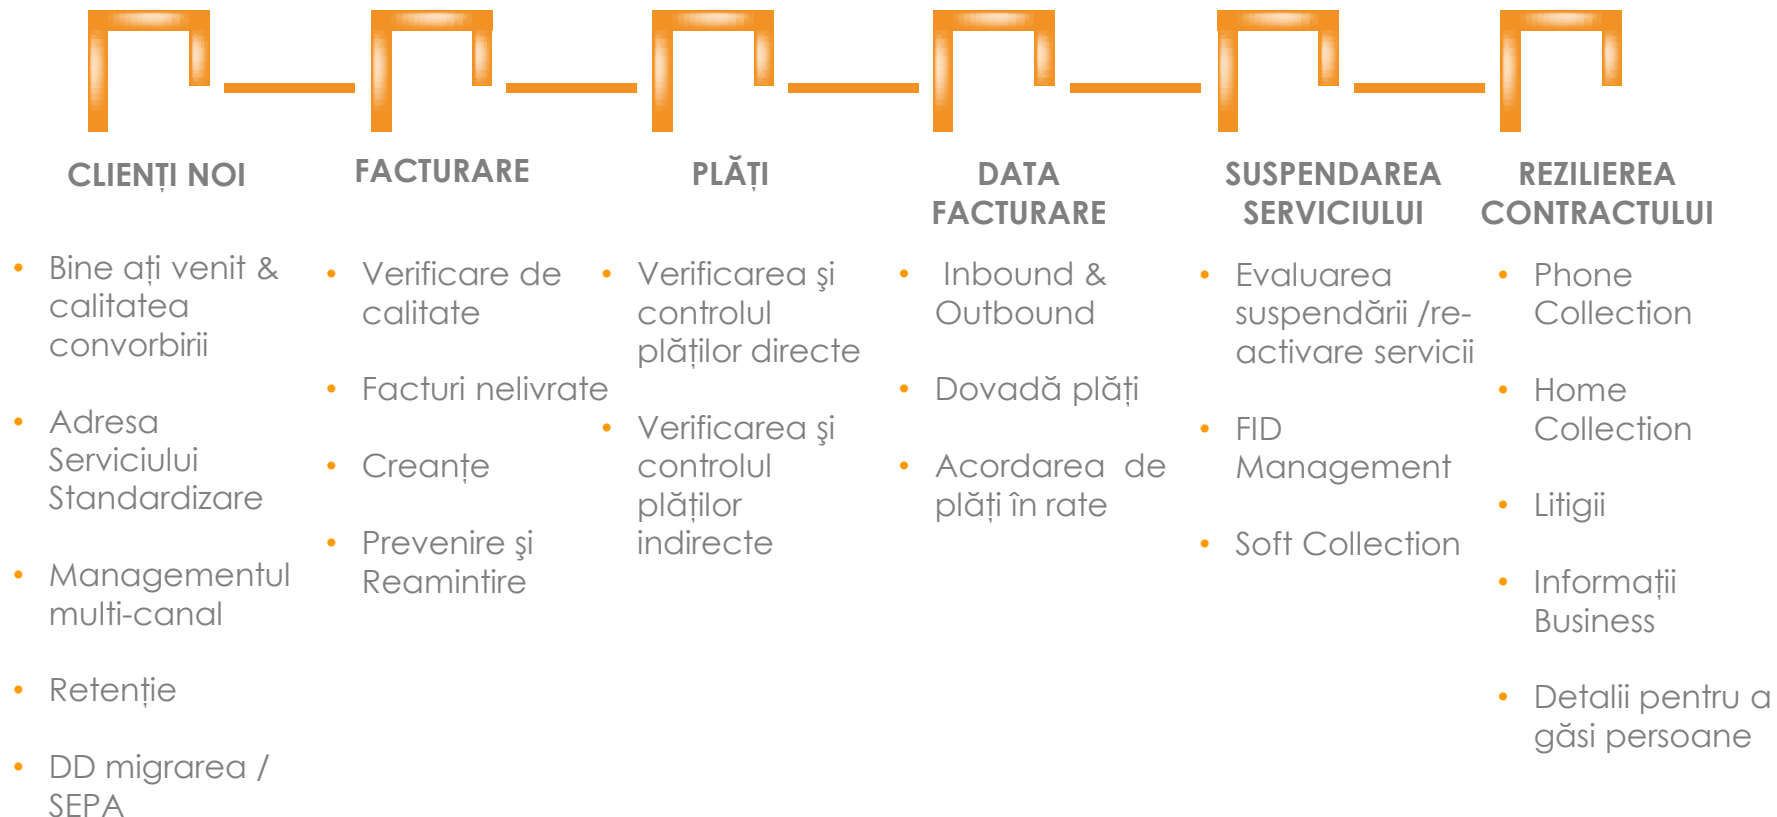 CLIENȚI NOI
• Bine ați venit &
calitatea
convorbirii
• Adresa
Serviciului
Standardizare
• Managementul
multi-canal
• Retenție
• DD migrarea /
SEPA
FACTURARE
• Verificare de
calitate
• Facturi nelivrate
• Creanțe
• Prevenire şi
Reamintire
PLĂȚI
• Verificarea şi
controlul
plăților directe
• Verificarea şi
controlul
plăților
indirecte
DATA
FACTURARE
• Inbound &
Outbound
• Dovadă plăți
• Acordarea de
plăți în rate
SUSPENDAREA
SERVICIULUI
• Evaluarea
suspendării /re-
activare servicii
• FID
Management
• Soft Collection
REZILIEREA
CONTRACTULUI
• Phone
Collection
• Home
Collection
• Litigii
• Informații
Business
• Detalii pentru a
găsi persoane